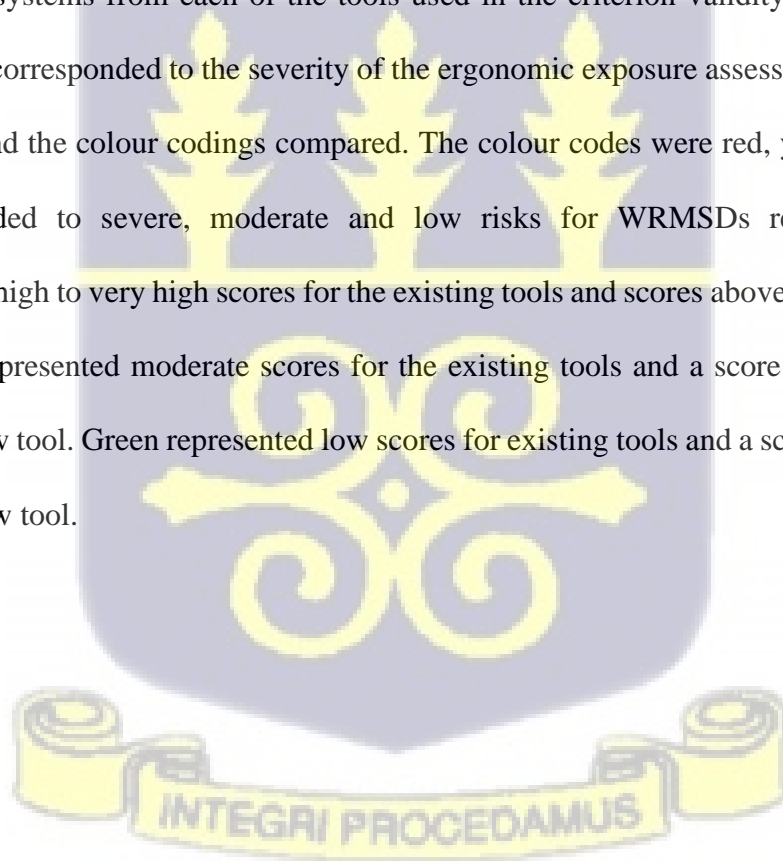 systems from each of the tools used in the criterion validity
corresponded to the severity of the ergonomic exposure assess
nd the colour codings compared. The colour codes were red,
ded to severe, moderate and low risks for WRMSDs re
high to very high scores for the existing tools and scores above
presented moderate scores for the existing tools and a score
w tool. Green represented low scores for existing tools and a sc
w tool.
INTEGRI PROCEDAMUS